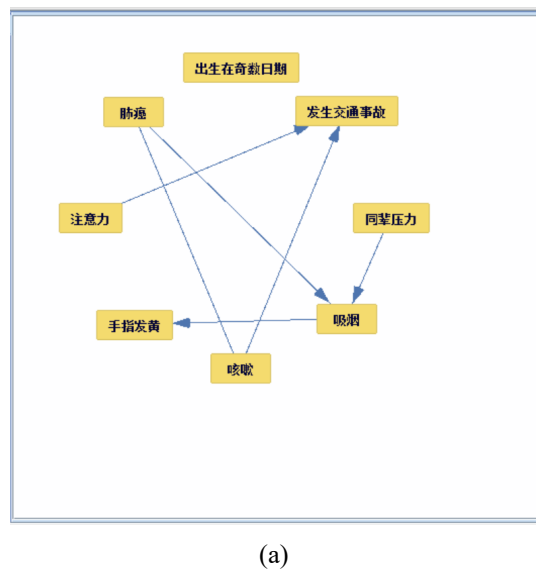 出生在奇数日期
肺癌
发生交通事故
注意力
同辈压力
手指发黄
吸烟
咳嗽
(a)